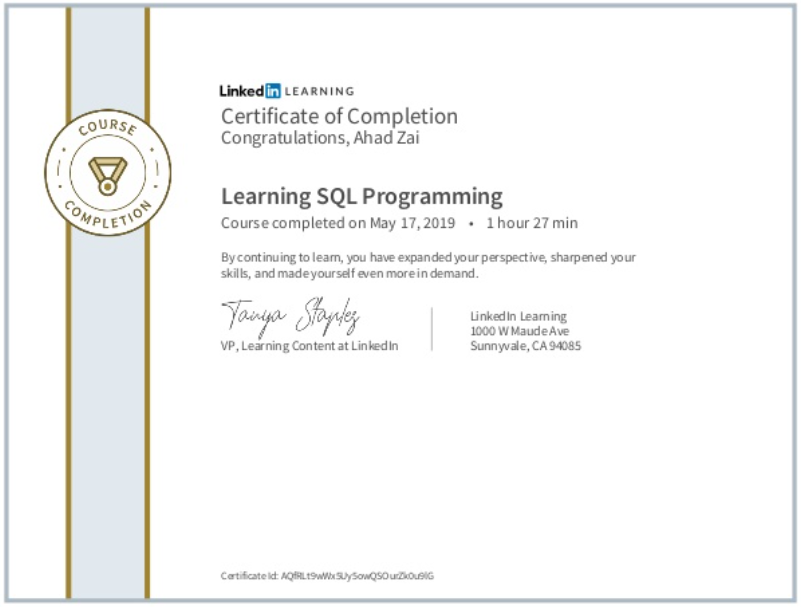 COURSE
COMPLETION
Linked in LEARNING
Certificate of Completion
Congratulations, Ahad Zai
Learning SQL Programming
Course completed on May 17, 2019 • 1 hour 27 min
By continuing to learn, you have expanded your perspective, sharpened your
skills, and made yourself even more in demand.
Tanya Staples
VP, Learning Content at LinkedIn
LinkedIn Learning
1000 W Maude Ave
Sunnyvale, CA 94085
Certificate Id: